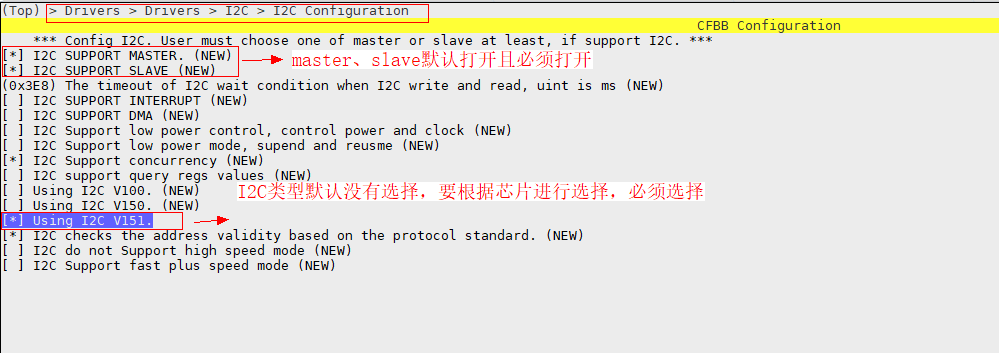 (Top) > Drivers > Drivers > I2C > I2C Configuration
CFBB Configuration
*** Config I2C. User must choose one of master or slave at least, if support I2C. ***
[*] I2C SUPPORT MASTER. (NEW)
[*] I2C SUPPORT SLAVE (NEW)
master、slave默认打开且必须打开
(0x3E8) The timeout of I2C wait condition when I2C write and read, uint is ms (NEW)
[ ] I2C SUPPORT INTERRUPT (NEW)
[ ] I2C SUPPORT DMA (NEW)
[ ] I2C Support low power control, control power and clock (NEW)
[ ] I2C Support low power mode, supend and reusme (NEW)
[*] I2C Support concurrency (NEW)
[ ] I2C support query regs values (NEW)
[ ] Using I2C V100. (NEW)
I2C类型默认没有选择，要根据芯片进行选择，必须选择
[ ] Using I2C V150. (NEW)
[*] Using I2C V151.
[*] I2C checks the address validity based on the protocol standard. (NEW)
[ ] I2C do not Support high speed mode (NEW)
[ ] I2C Support fast plus speed mode (NEW)